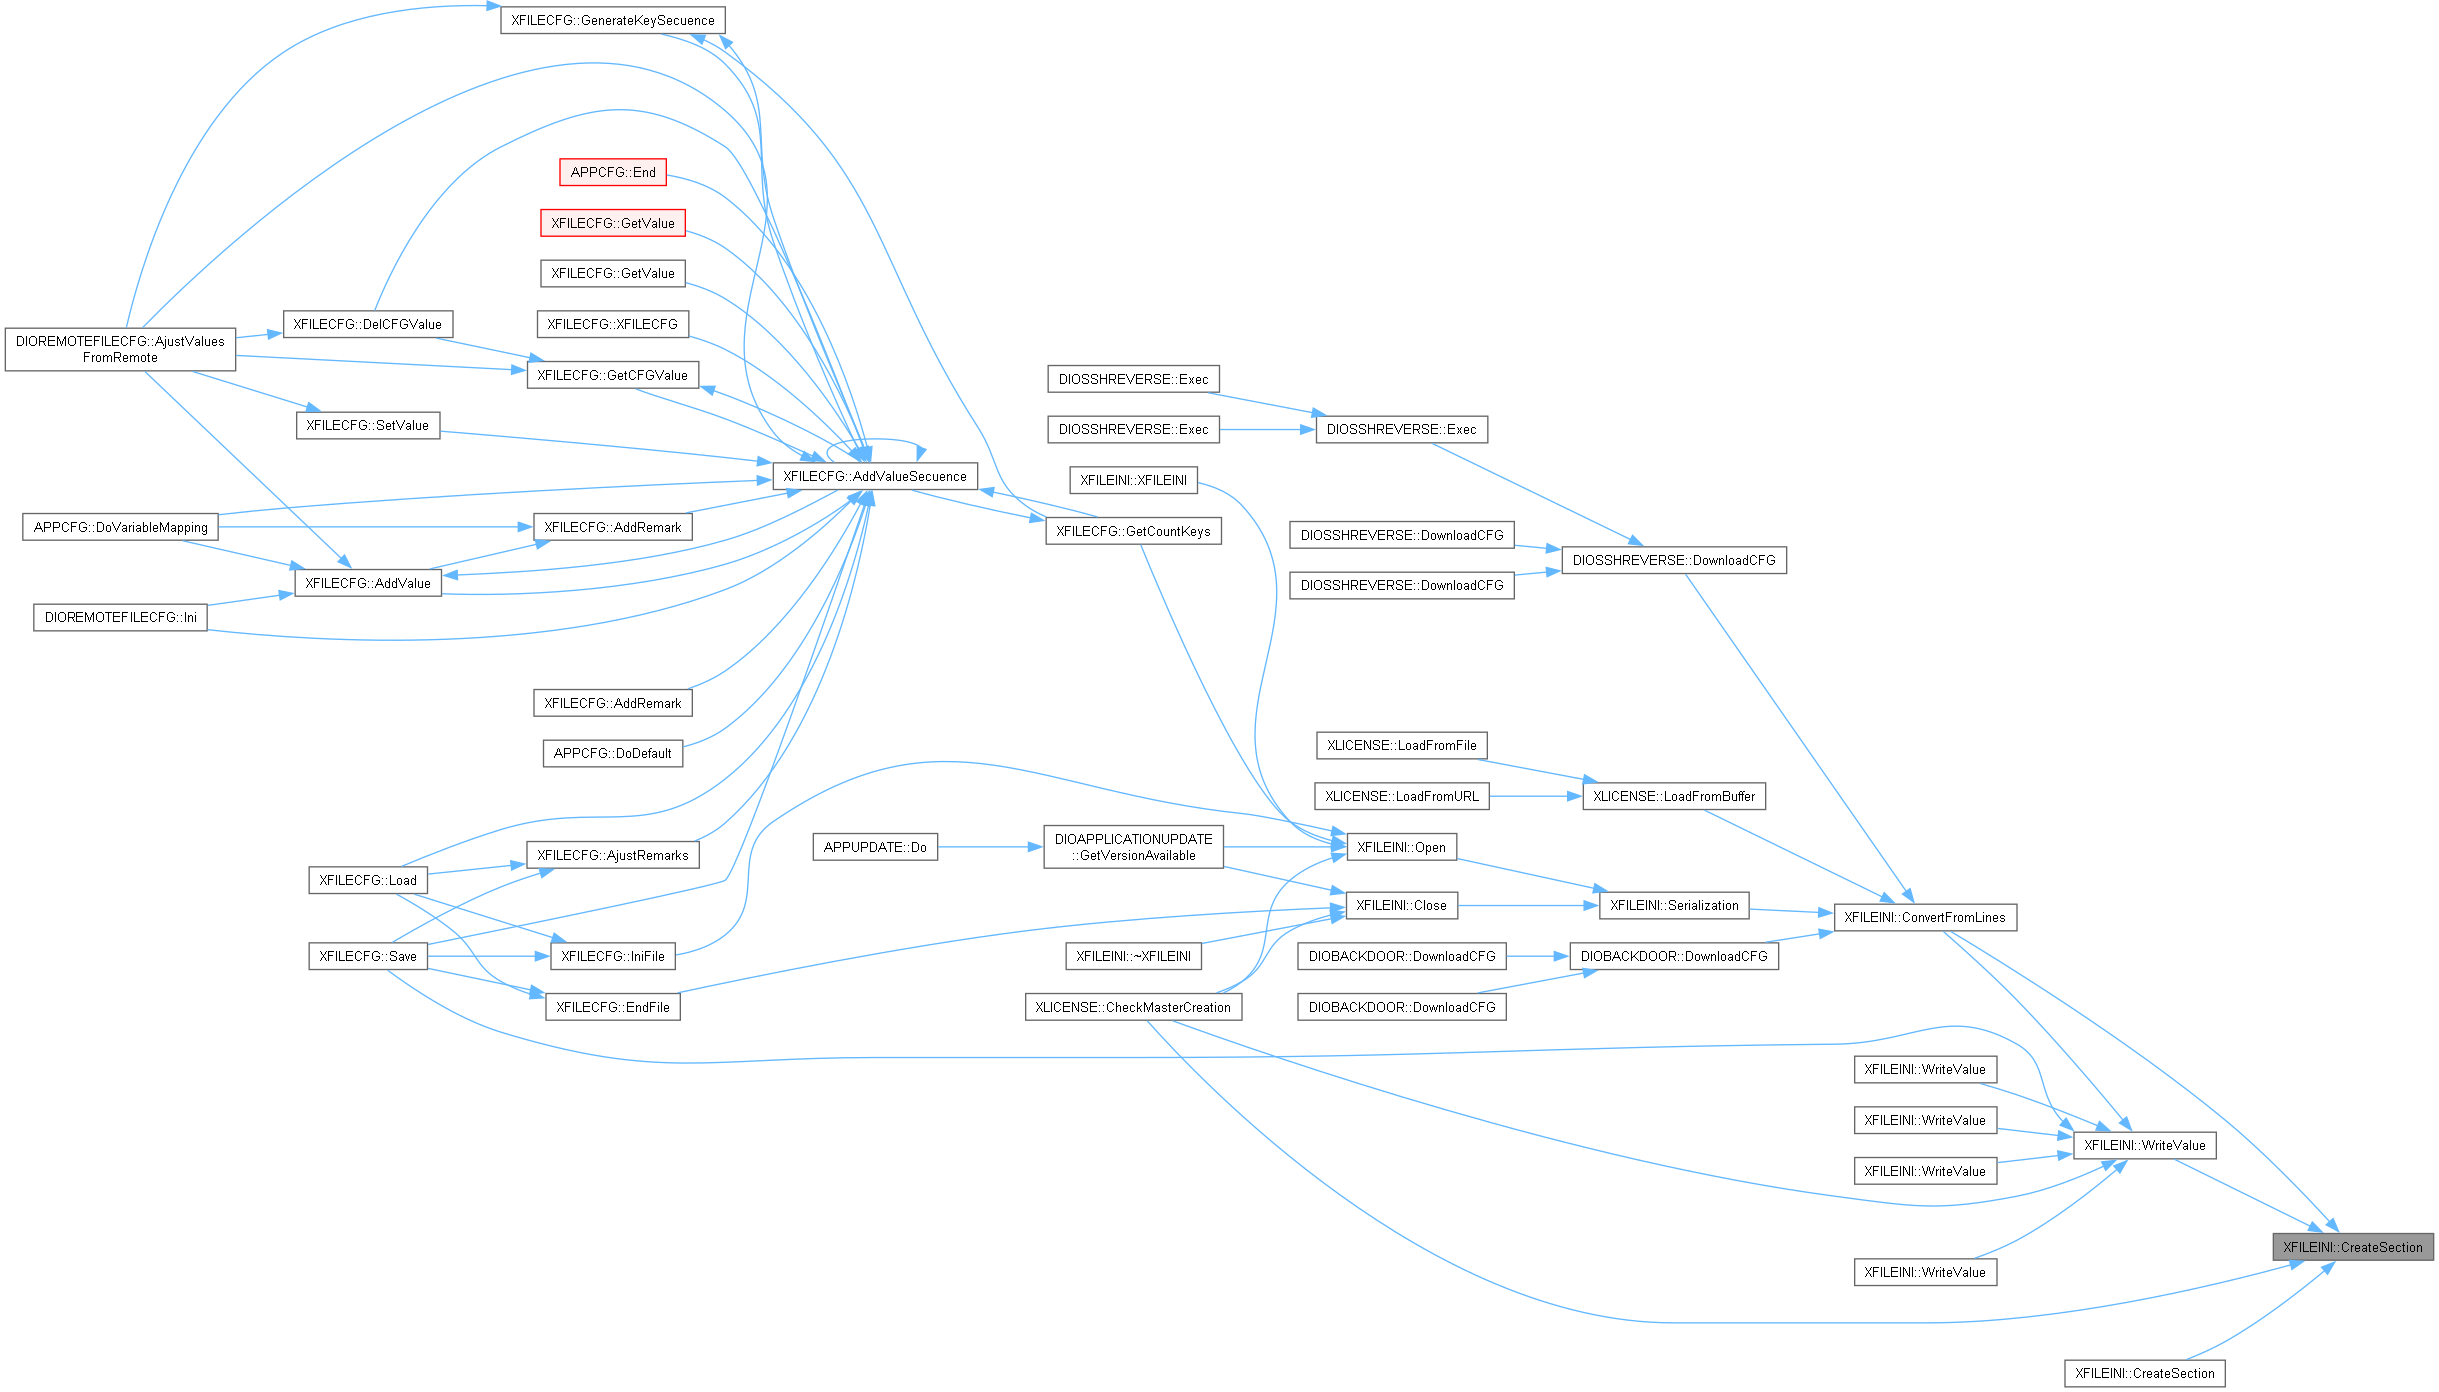 XFILECFG::GenerateKeySecuence
APPCFG::End
XFILECFG::GetValue
XFILECFG::GetValue
XFILECFG::XFILECFG
XFILECFG::DelCFGValue
DIOREMOTEFILECFG::AjustValues
FromRemote
XFILECFG::GetCFGValue
XFILECFG::SetValue
XFILECFG::AddValueSecuence
APPCFG::DoVariableMapping
XFILECFG::AddRemark
XFILECFG::AddValue
DIOREMOTEFILECFG::Ini
XFILECFG::AddRemark
APPCFG::DoDefault
XFILECFG::AjustRemarks
XFILECFG::Load
XFILECFG::Save
XFILECFG::IniFile
XFILECFG::EndFile
DIOSSHREVERSE::Exec
DIOSSHREVERSE::Exec
DIOSSHREVERSE::Exec
XFILEINI::XFILEINI
XFILECFG::GetCountKeys
DIOSSHREVERSE::DownloadCFG
DIOSSHREVERSE::DownloadCFG
DIOSSHREVERSE::DownloadCFG
XLICENSE::LoadFromFile
XLICENSE::LoadFromURL
XLICENSE::LoadFromBuffer
APPUPDATE::Do
DIOAPPLICATIONUPDATE
::GetVersionAvailable
XFILEINI::Open
XFILEINI::Close
XFILEINI::Serialization
XFILEINI::ConvertFromLines
XFILEINI::~XFILEINI
DIOBACKDOOR::DownloadCFG
DIOBACKDOOR::DownloadCFG
XLICENSE::CheckMasterCreation
DIOBACKDOOR::DownloadCFG
XFILEINI::WriteValue
XFILEINI::WriteValue
XFILEINI::WriteValue
XFILEINI::WriteValue
XFILEINI::WriteValue
XFILEINI::CreateSection
XFILEINI::CreateSection